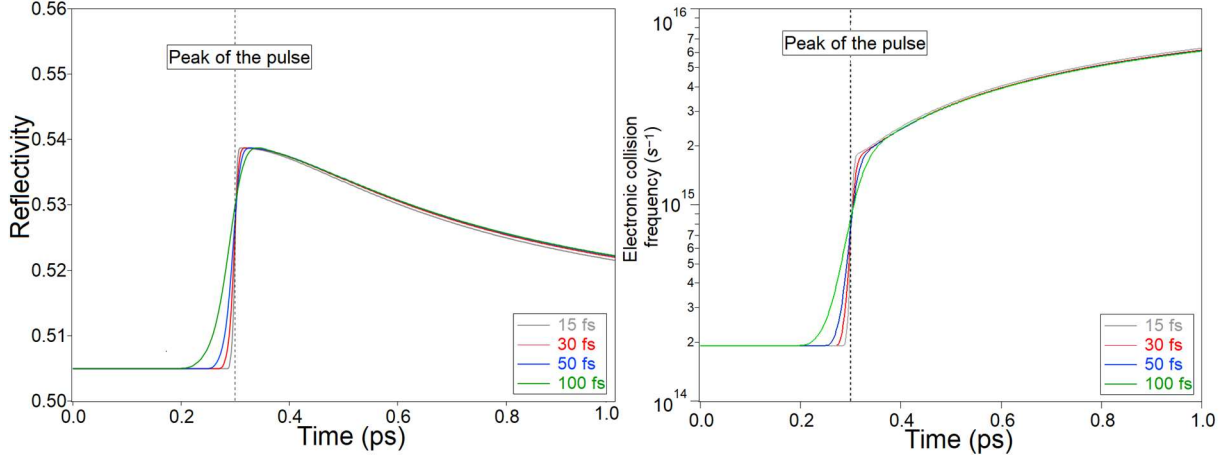 0.56
0.55
0.54
0.53
0.52
0.51
0.50
Reflectivity
Peak of the pulse
15 fs
30 fs
50 fs
100 fs
0.0
0.2
0.4
0.6
0.8
1.0
Time (ps)
10^16
8
6
4
3
2
10^15
8
7
6
5
4
3
2
10^14
Electronic collision
frequency (s⁻¹)
Peak of the pulse
15 fs
30 fs
50 fs
100 fs
0.0
0.2
0.4
0.6
0.8
1.0
Time (ps)